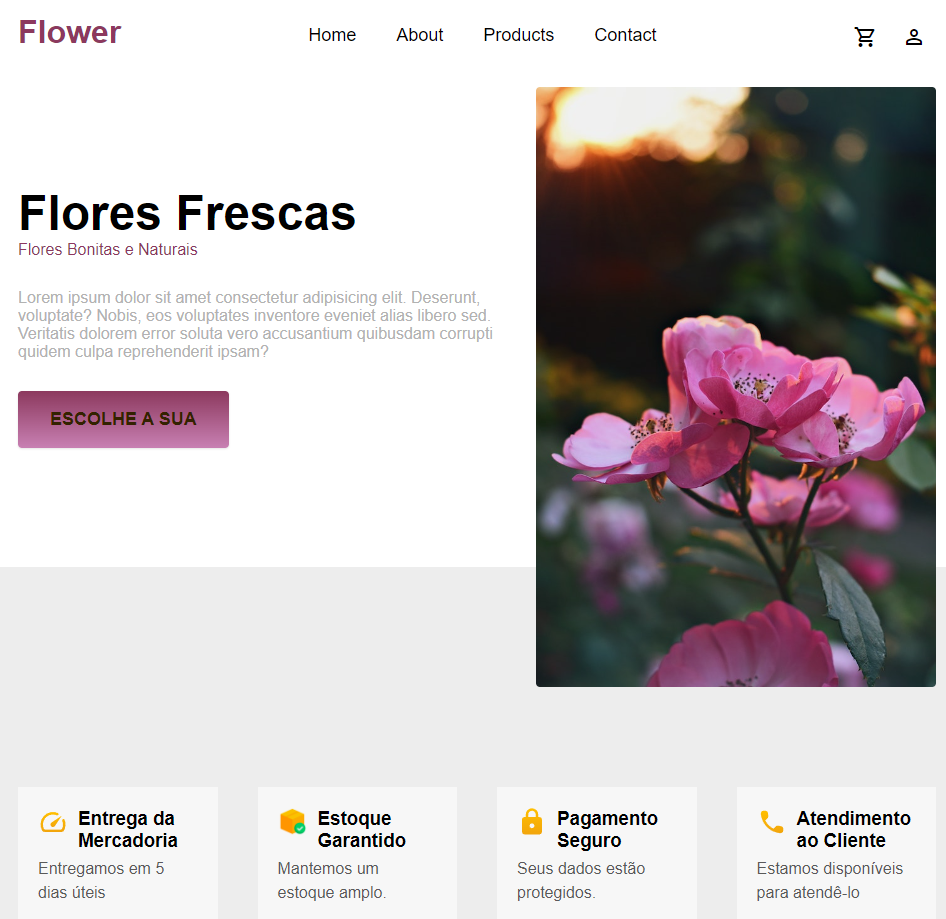 Flower
Home About Products Contact
Flores Frescas
Flores Bonitas e Naturais
Lorem ipsum dolor sit amet consectetur adipisicing elit. Deserunt,
voluptate? Nobis, eos voluptates inventore eveniet alias libero sed.
Veritatis dolorem error soluta vero accusantium quibusdam corrupti
quidem culpa reprehenderit ipsam?
ESCOLHE A SUA
Entrega da
Mercadoria
Entregamos em 5
dias úteis
Estoque
Garantido
Mantemos um
estoque amplo.
Pagamento
Seguro
Seus dados estão
protegidos.
Atendimento
ao Cliente
Estamos disponíveis
para atendê-lo